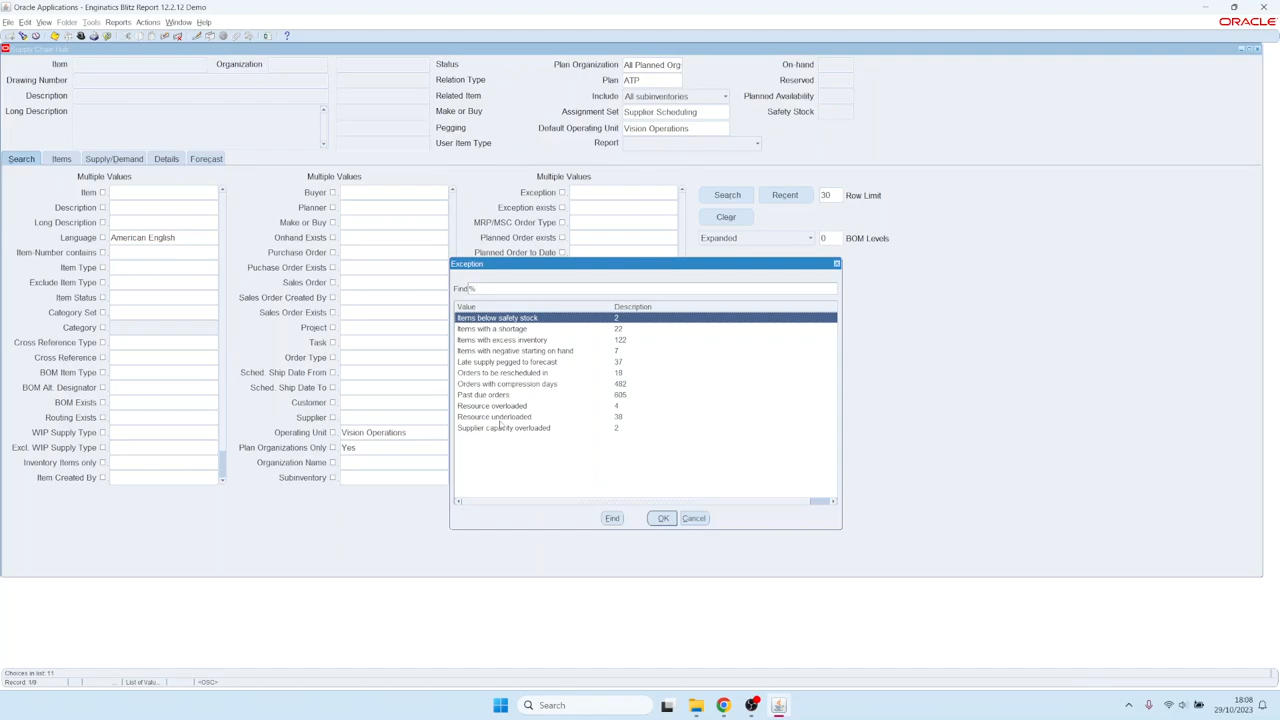 Oracle Applications - Enginatics Blitz Report 12.2.12 Demo
File Edit View Folder Tools Reports Actions Window Help
ORACLE
Supply Chain Hub
Item Organization Status Plan Organization All Planned Org On-hand
Drawing Number Relation Type Plan ATP Reserved
Description Related Item Include All subinventories Planned Availability
Long Description Make or Buy Assignment Set Supplier Scheduling Safety Stock
Pegging Default Operating Unit Vision Operations
User Item Type Report
Search Items Supply/Demand Details Forecast
Multiple Values Multiple Values Multiple Values
Item Buyer Exception Search Recent 30 Row Limit
Description Planner Exception exists
Long Description Make or Buy MRP/MSC Order Type Clear
Language American English Onhand Exists Planned Order exists Expanded 0 BOM Levels
Item-Number contains Purchase Order Planned Order to Date
Item Type Puchase Order Exists
Exclude Item Type Sales Order
Item Status Sales Order Created By
Category Set Sales Order Exists
Category Project
Cross Reference Type Task
Cross Reference Order Type
BOM Item Type Sched. Ship Date From
BOM Alt. Designator Sched. Ship Date To
BOM Exists Customer
Routing Exists Supplier
WIP Supply Type Operating Unit Vision Operations
Excl. WIP Supply Type Plan Organizations Only Yes
Inventory Items only Organization Name
Item Created By Subinventory
Exception
Find %
Value Description
Items below safety stock 2
Items with a shortage 22
Items with excess inventory 122
Items with negative starting on hand 7
Late supply pegged to forecast 37
Orders to be rescheduled in 18
Orders with compression days 482
Past due orders 605
Resource overloaded 4
Resource underloaded 38
Supplier capacity overloaded 2
Find OK Cancel
Choices in list: 11
Record: 1/9 ... List of Valu... <OSC>
Search
18:08
29/10/2023